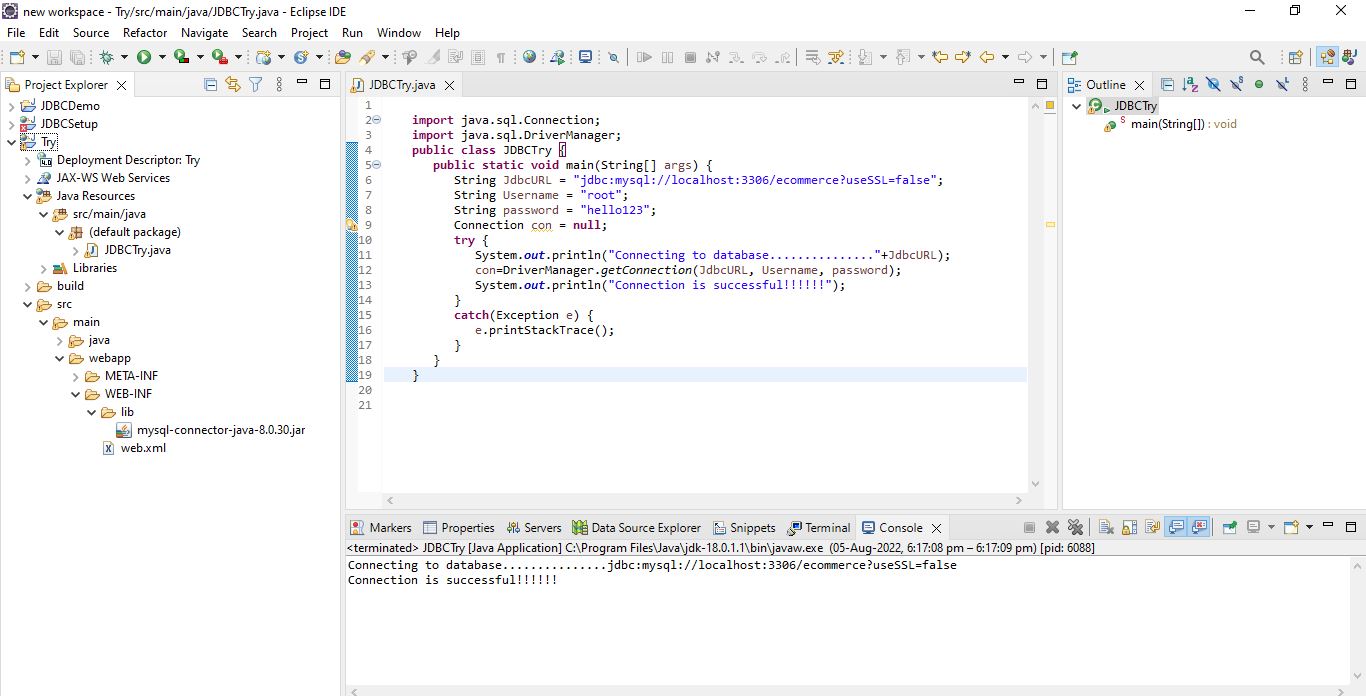 new workspace - Try/src/main/java/JDBCTry.java - Eclipse IDE
File Edit Source Refactor Navigate Search Project Run Window Help
Project Explorer
JDBCDemo
JDBCSetup
Try
Deployment Descriptor: Try
JAX-WS Web Services
Java Resources
src/main/java
(default package)
JDBCTry.java
Libraries
build
src
main
java
webapp
META-INF
WEB-INF
lib
mysql-connector-java-8.0.30.jar
web.xml
JDBCTry.java
1
2 import java.sql.Connection;
3 import java.sql.DriverManager;
4 public class JDBCTry {
5 public static void main(String[] args) {
6 String JdbcURL = "jdbc:mysql://localhost:3306/ecommerce?useSSL=false";
7 String Username = "root";
8 String password = "hello123";
9 Connection con = null;
10 try {
11 System.out.println("Connecting to database..............."+JdbcURL);
12 con=DriverManager.getConnection(JdbcURL, Username, password);
13 System.out.println("Connection is successful!!!!!!");
14 }
15 catch(Exception e) {
16 e.printStackTrace();
17 }
18 }
19 }
20
21
Outline
JDBCTry
main(String[]) : void
Markers Properties Servers Data Source Explorer Snippets Terminal Console
<terminated> JDBCTry [Java Application] C:\Program Files\Java\jdk-18.0.1.1\bin\javaw.exe (05-Aug-2022, 6:17:08 pm – 6:17:09 pm) [pid: 6088]
Connecting to database...............jdbc:mysql://localhost:3306/ecommerce?useSSL=false
Connection is successful!!!!!!